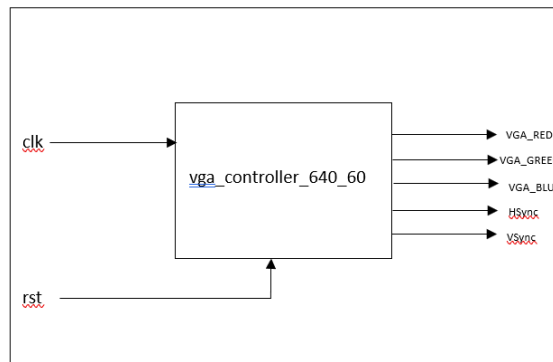 clk
vga_controller_640_60
VGA_RED
VGA_GREE
VGA_BLU
HSync
VSync
rst